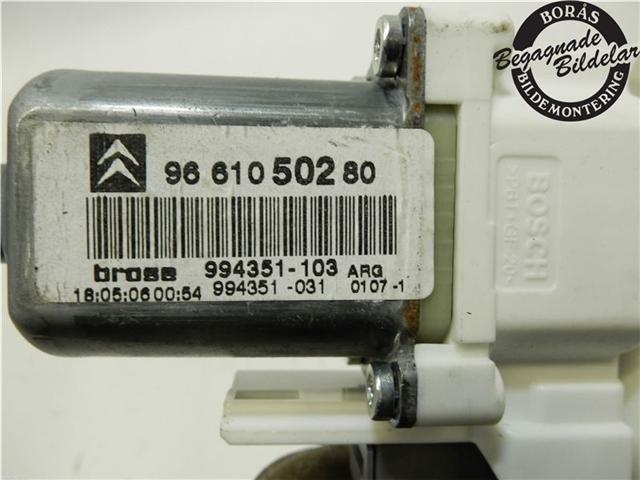 BORÅS
Begagnade
Bildelar
BILDEMONTERING
96 610 502 80
brose 994351-103 ARG
18:05:06 00:54 994351-031 0107-1
BOSCH